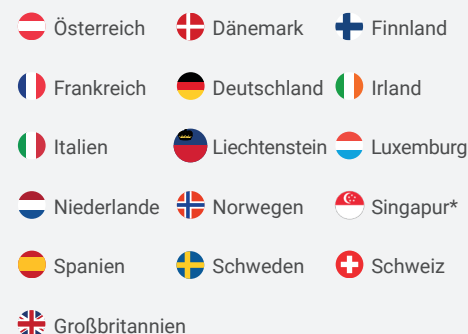 Österreich Dänemark Finnland
Frankreich Deutschland Irland
Italien Liechtenstein Luxemburg
Niederlande Norwegen Singapur*
Spanien Schweden Schweiz
Großbritannien